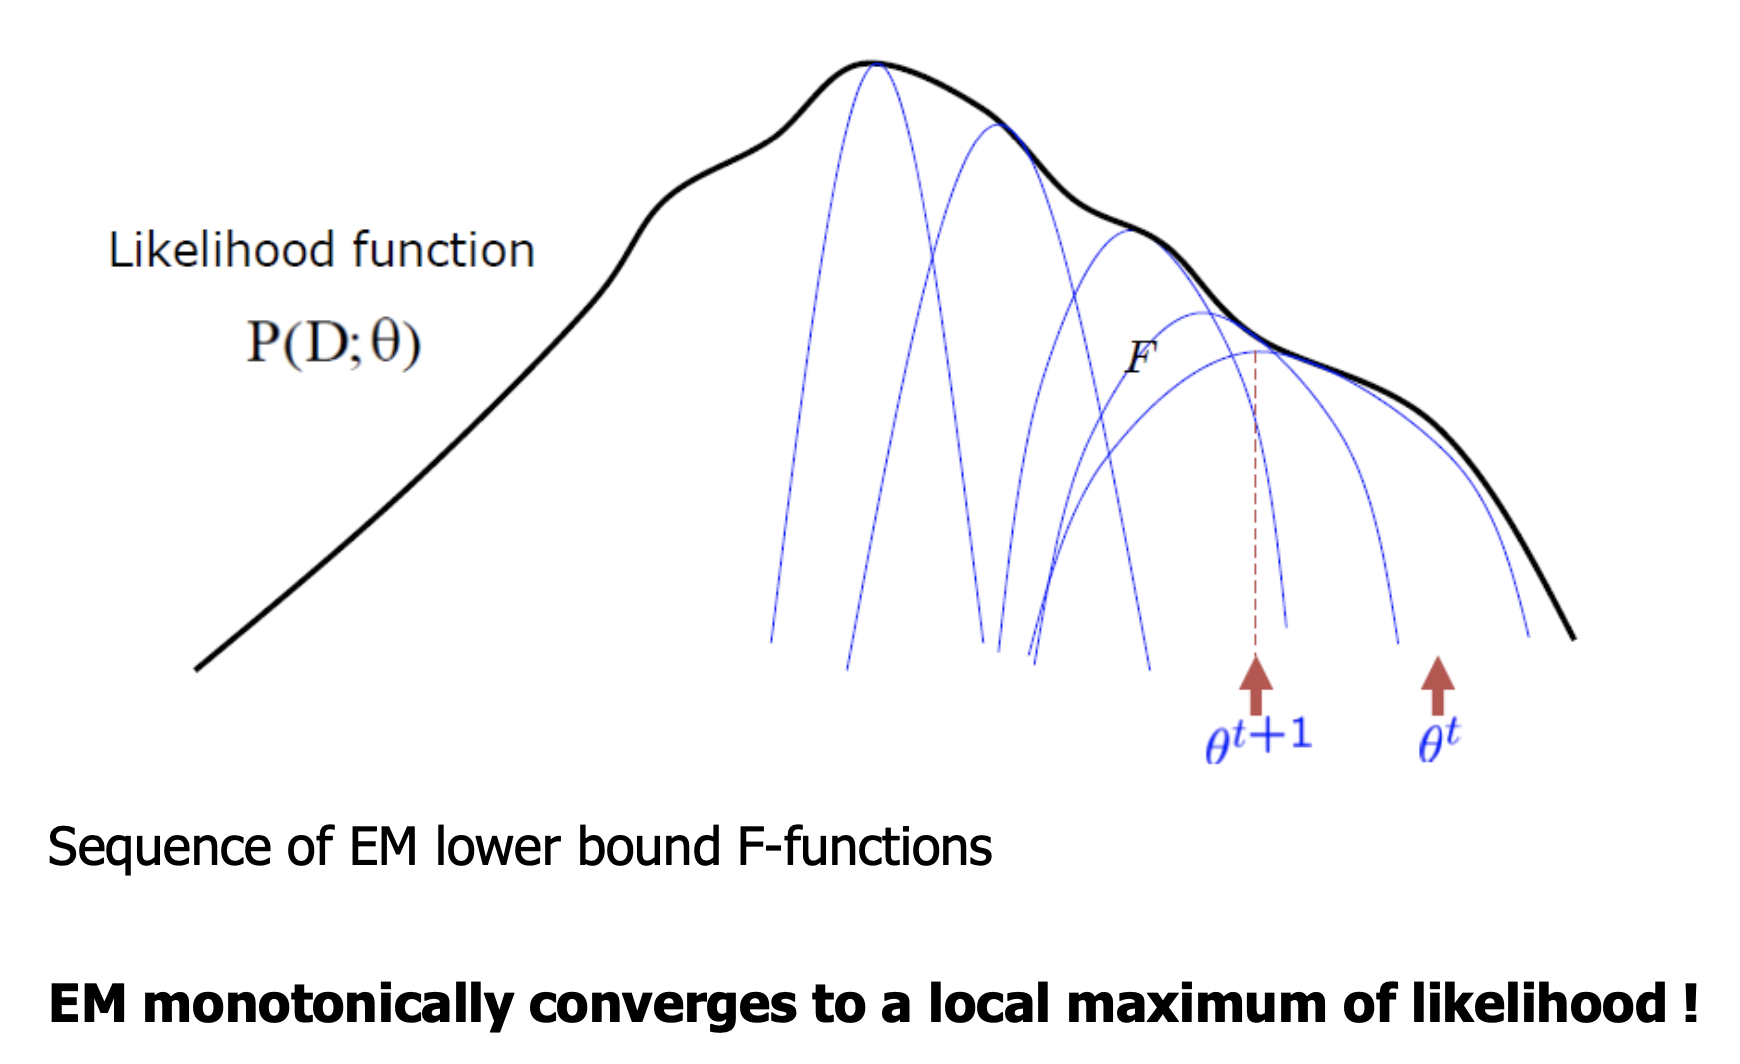 Likelihood function
P(D;θ)
F
θᵗ⁺¹
θᵗ
Sequence of EM lower bound F-functions
EM monotonically converges to a local maximum of likelihood !